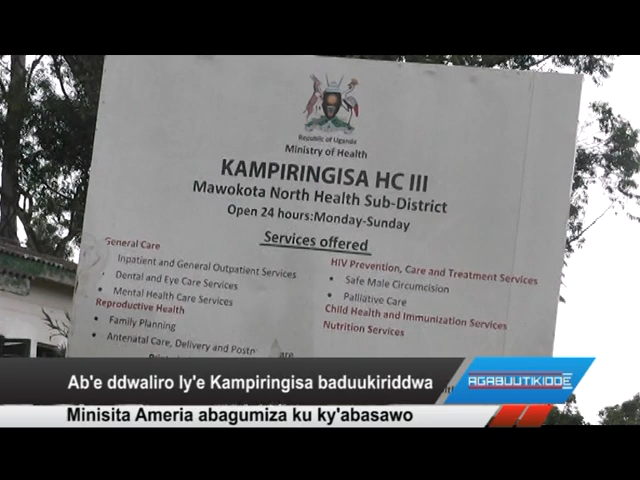 Republic of Uganda
Ministry of Health
KAMPIRINGISA HC III
Mawokota North Health Sub-District
Open 24 hours:Monday-Sunday
Services offered
General Care
Inpatient and General Outpatient Services
• Dental and Eye Care Services
• Mental Health Care Services
Reproductive Health
• Family Planning
• Antenatal Care, Delivery and
HIV Prevention, Care and Treatment Services
• Safe Male Circumcision
• Palliative Care
Child Health and Immunization Services
Nutrition Services
Ab'e ddwaliro ly'e Kampiringisa baduukiriddwa
AGABUUTIKIDDE
Minisita Ameria abagumiza ku ky'abasawo